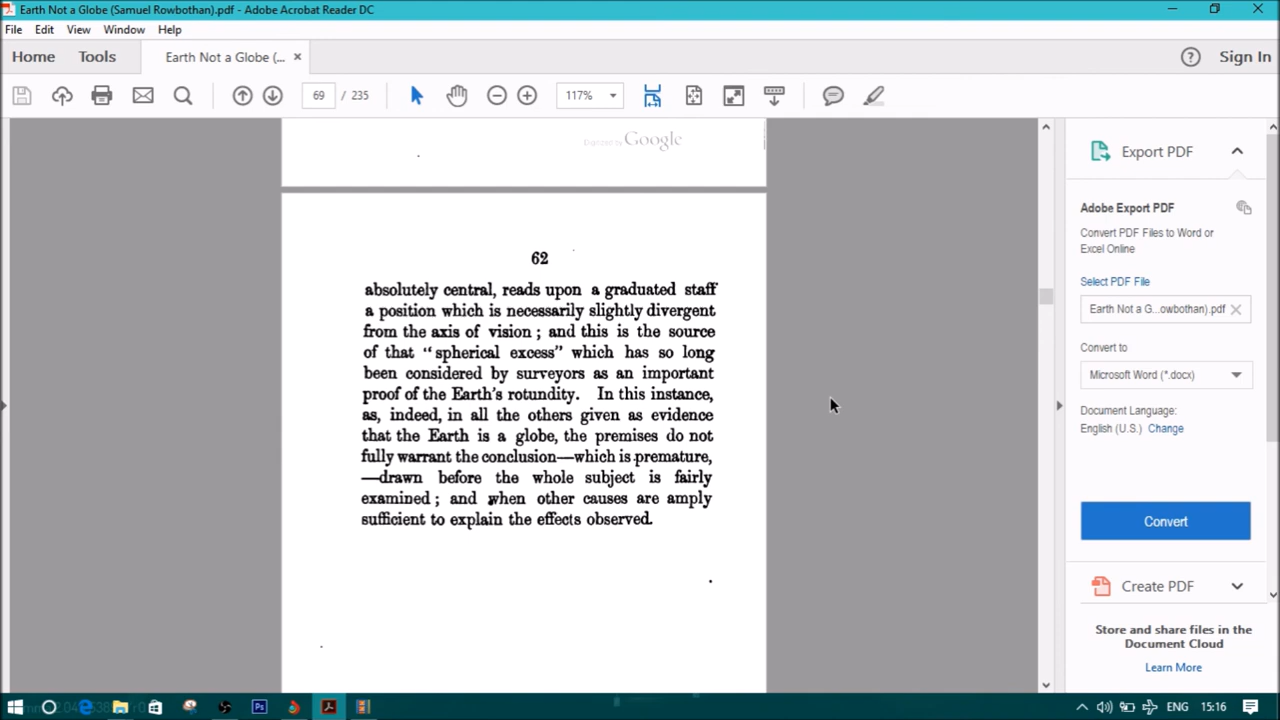 Earth Not a Globe (Samuel Rowbothan).pdf - Adobe Acrobat Reader DC
File Edit View Window Help
Home Tools Earth Not a Globe (... × Sign In
69 / 235 117%
Google
62
absolutely central, reads upon a graduated staff
a position which is necessarily slightly divergent
from the axis of vision ; and this is the source
of that “spherical excess” which has so long
been considered by surveyors as an important
proof of the Earth’s rotundity. In this instance,
as, indeed, in all the others given as evidence
that the Earth is a globe, the premises do not
fully warrant the conclusion—which is premature,
—drawn before the whole subject is fairly
examined ; and when other causes are amply
sufficient to explain the effects observed.
Export PDF
Adobe Export PDF
Convert PDF Files to Word or
Excel Online
Select PDF File
Earth Not a G...owbothan).pdf
Convert to
Microsoft Word (*.docx)
Document Language:
English (U.S.) Change
Convert
Create PDF
Store and share files in the
Document Cloud
Learn More
Ps ENG 15:16